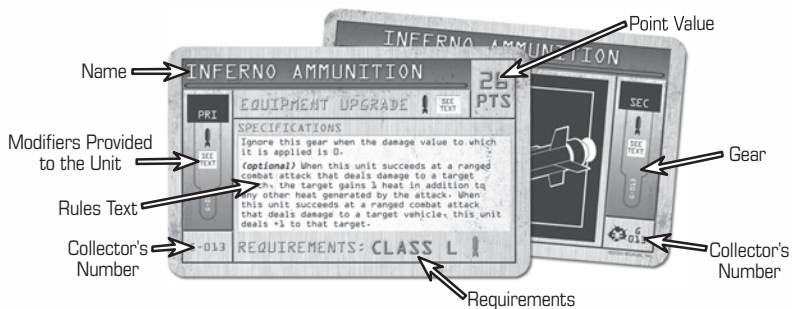 Point Value
INFERNO AMMUNITION
Name
INFERNO AMMUNITION
26
PTS
PRI
EQUIPMENT UPGRADE
SEE
TEXT
SEC
SEE
TEXT
Modifiers Provided
to the Unit
SEE
TEXT
SPECIFICATIONS
Ignore this gear when the damage value to which
it is applied is 0.
(optional) When this unit succeeds at a ranged
combat attack that deals damage to a target
the target gains 1 heat in addition to
any other heat generated by the attack. When
this unit succeeds at a ranged combat attack
that deals damage to a target vehicle, this unit
deals +1 to that target.
Gear
Rules Text
G-013
G-013
Collector's
Number
G-013
REQUIREMENTS: CLASS L
G
013
Collector's
Number
Requirements